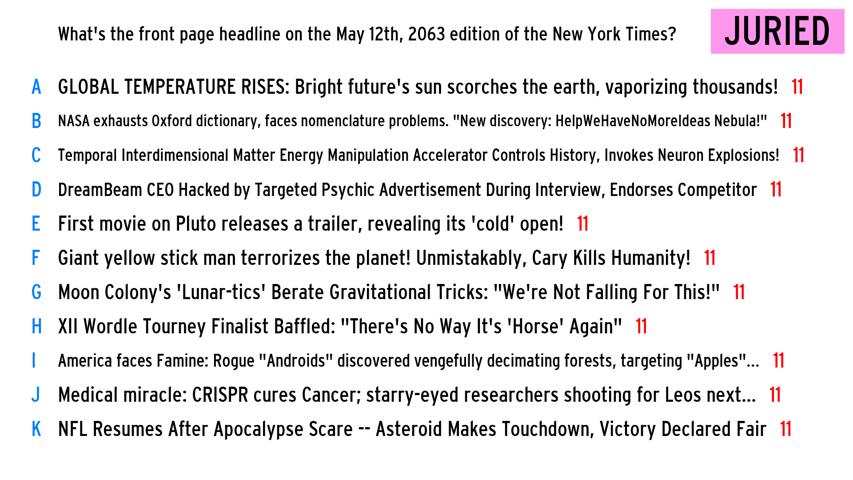 What's the front page headline on the May 12th, 2063 edition of the New York Times?
JURIED
A GLOBAL TEMPERATURE RISES: Bright future's sun scorches the earth, vaporizing thousands! 11
B NASA exhausts Oxford dictionary, faces nomenclature problems. "New discovery: HelpWeHaveNoMoreIdeas Nebula!" 11
C Temporal Interdimensional Matter Energy Manipulation Accelerator Controls History, Invokes Neuron Explosions! 11
D DreamBeam CEO Hacked by Targeted Psychic Advertisement During Interview, Endorses Competitor 11
E First movie on Pluto releases a trailer, revealing its 'cold' open! 11
F Giant yellow stick man terrorizes the planet! Unmistakably, Cary Kills Humanity! 11
G Moon Colony's 'Lunar-tics' Berate Gravitational Tricks: "We're Not Falling For This!" 11
H XII Wordle Tourney Finalist Baffled: "There's No Way It's 'Horse' Again" 11
I America faces Famine: Rogue "Androids" discovered vengefully decimating forests, targeting "Apples"... 11
J Medical miracle: CRISPR cures Cancer; starry-eyed researchers shooting for Leos next... 11
K NFL Resumes After Apocalypse Scare -- Asteroid Makes Touchdown, Victory Declared Fair 11